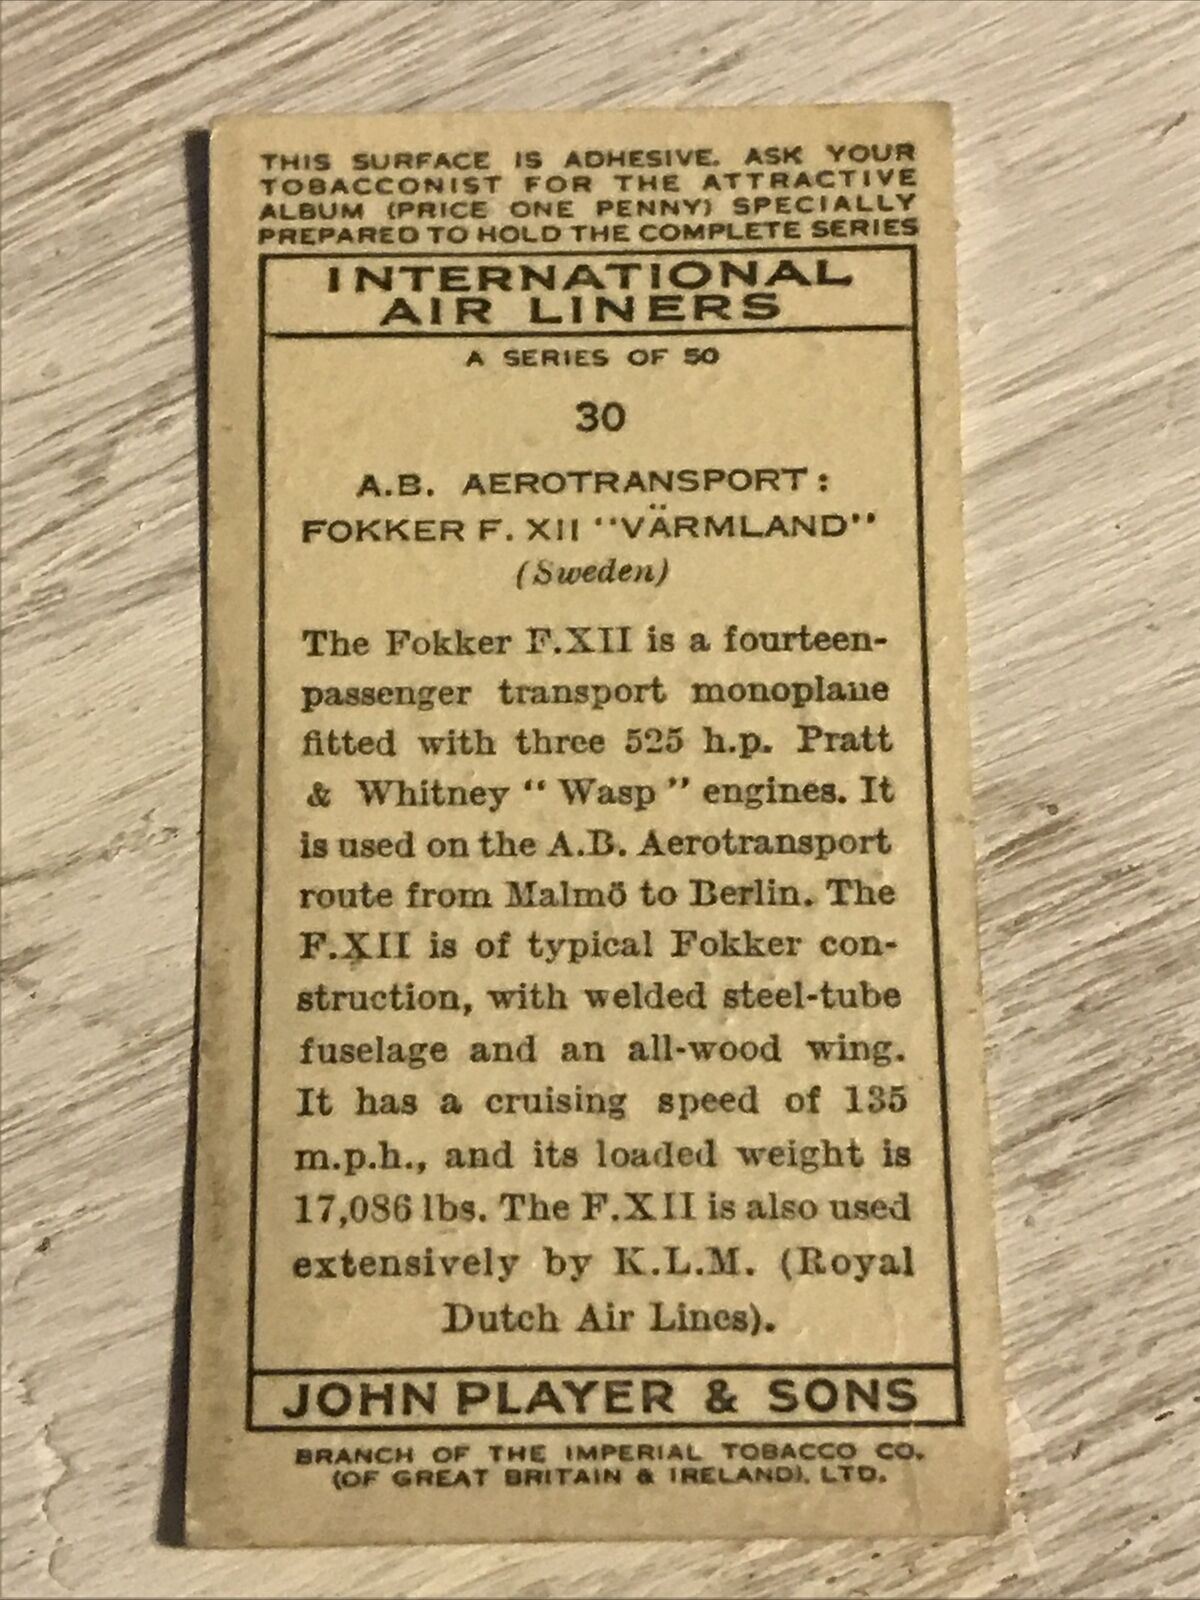 THIS SURFACE IS ADHESIVE. ASK YOUR
TOBACCONIST FOR THE ATTRACTIVE
ALBUM (PRICE ONE PENNY) SPECIALLY
PREPARED TO HOLD THE COMPLETE SERIES
INTERNATIONAL
AIR LINERS
A SERIES OF 50
30
A.B. AEROTRANSPORT:
FOKKER F. XII "VÄRMLAND"
(Sweden)
The Fokker F.XII is a fourteen-
passenger transport monoplane
fitted with three 525 h.p. Pratt
& Whitney "Wasp" engines. It
is used on the A.B. Aerotransport
route from Malmö to Berlin. The
F.XII is of typical Fokker con-
struction, with welded steel-tube
fuselage and an all-wood wing.
It has a cruising speed of 135
m.p.h., and its loaded weight is
17,086 lbs. The F.XII is also used
extensively by K.L.M. (Royal
Dutch Air Lines).
JOHN PLAYER & SONS
BRANCH OF THE IMPERIAL TOBACCO CO.
(OF GREAT BRITAIN & IRELAND), LTD.